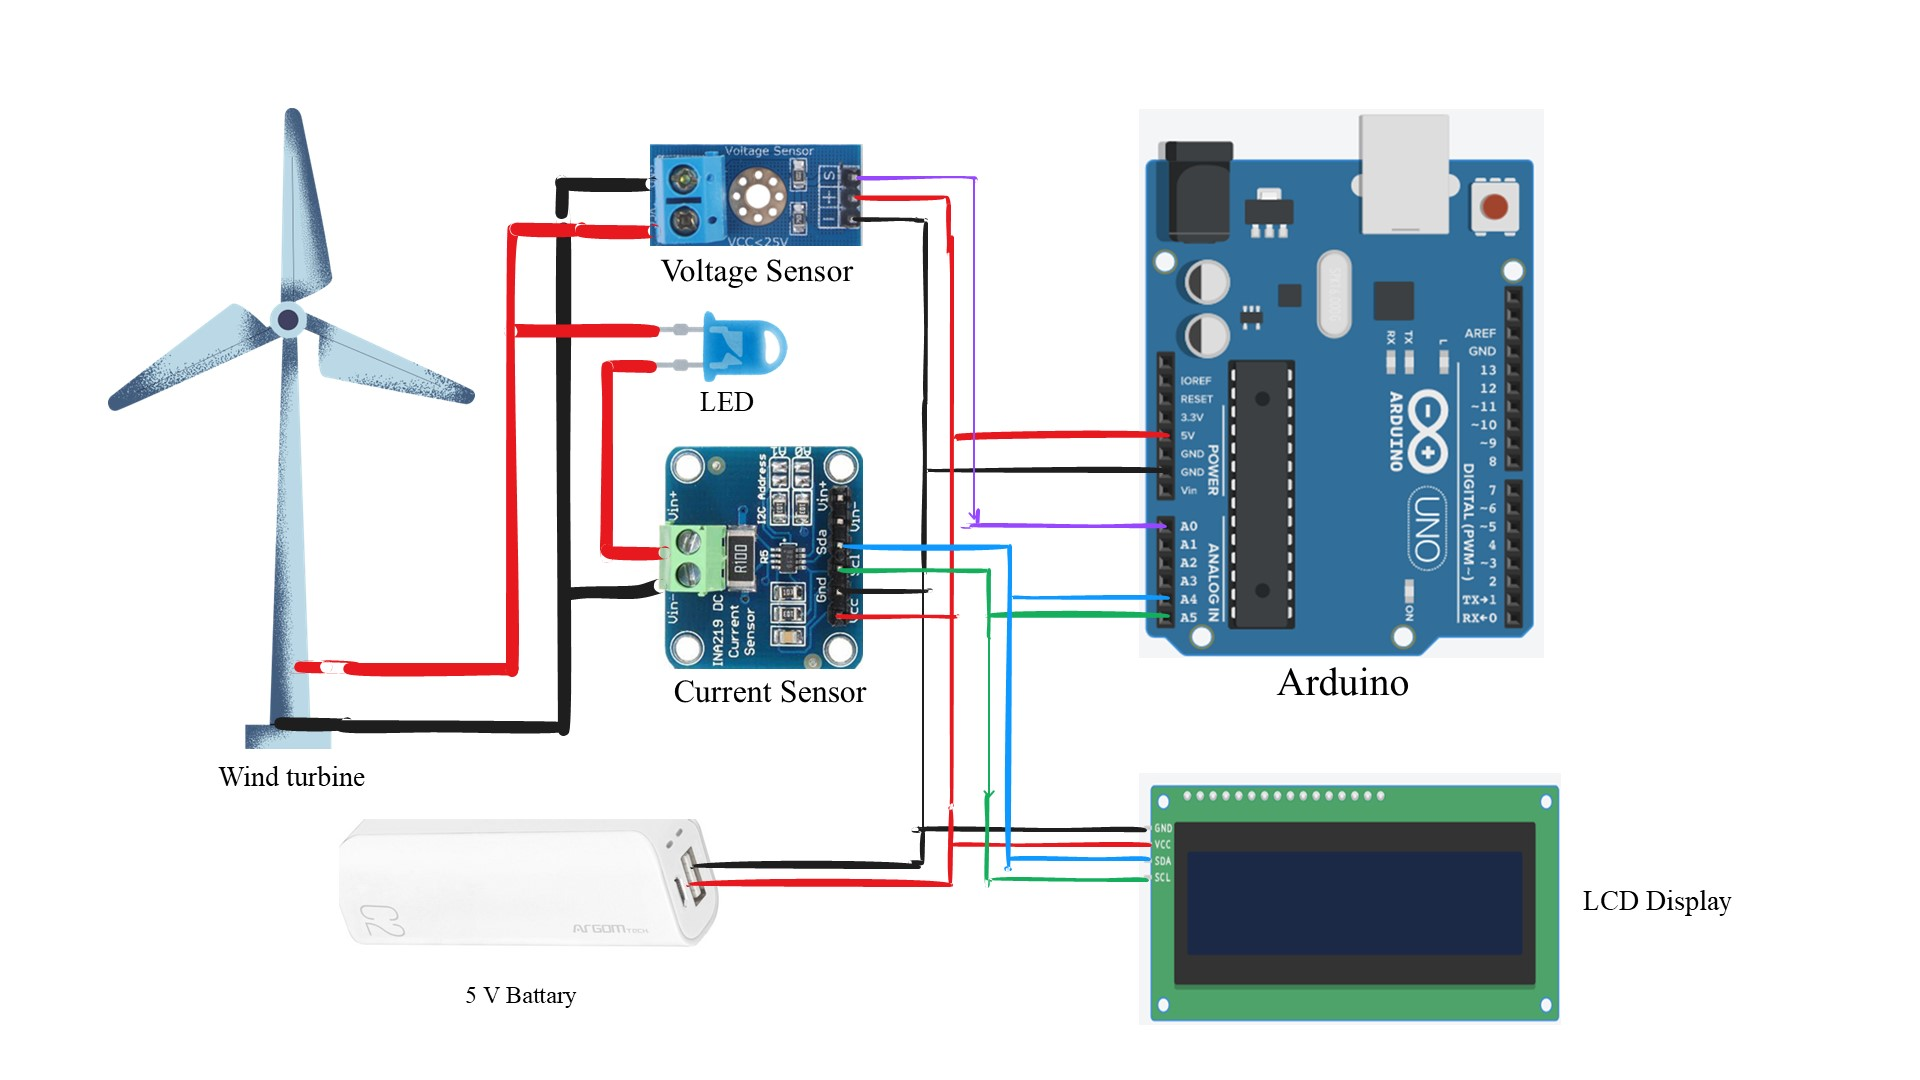 Voltage Sensor
S
+
-
VCC<25V
Voltage Sensor
LED
I2C Address
Vin+
Vin-
Vin+
Vin-
Sda
Scl
Gnd
Vcc
R100
R6
INA219 DC
Current
Sensor
Current Sensor
Wind turbine
C2
ARGOM TECH
5 V Battary
IOREF
RESET
3.3V
5V
GND
GND
Vin
POWER
A0
A1
A2
A3
A4
A5
ANALOG IN
RX
TX
L
ARDUINO
UNO
ON
AREF
GND
13
12
~11
~10
~9
8
7
~6
~5
4
~3
2
TX→1
RX←0
DIGITAL (PWM~)
Arduino
GND
VCC
SDA
SCL
LCD Display